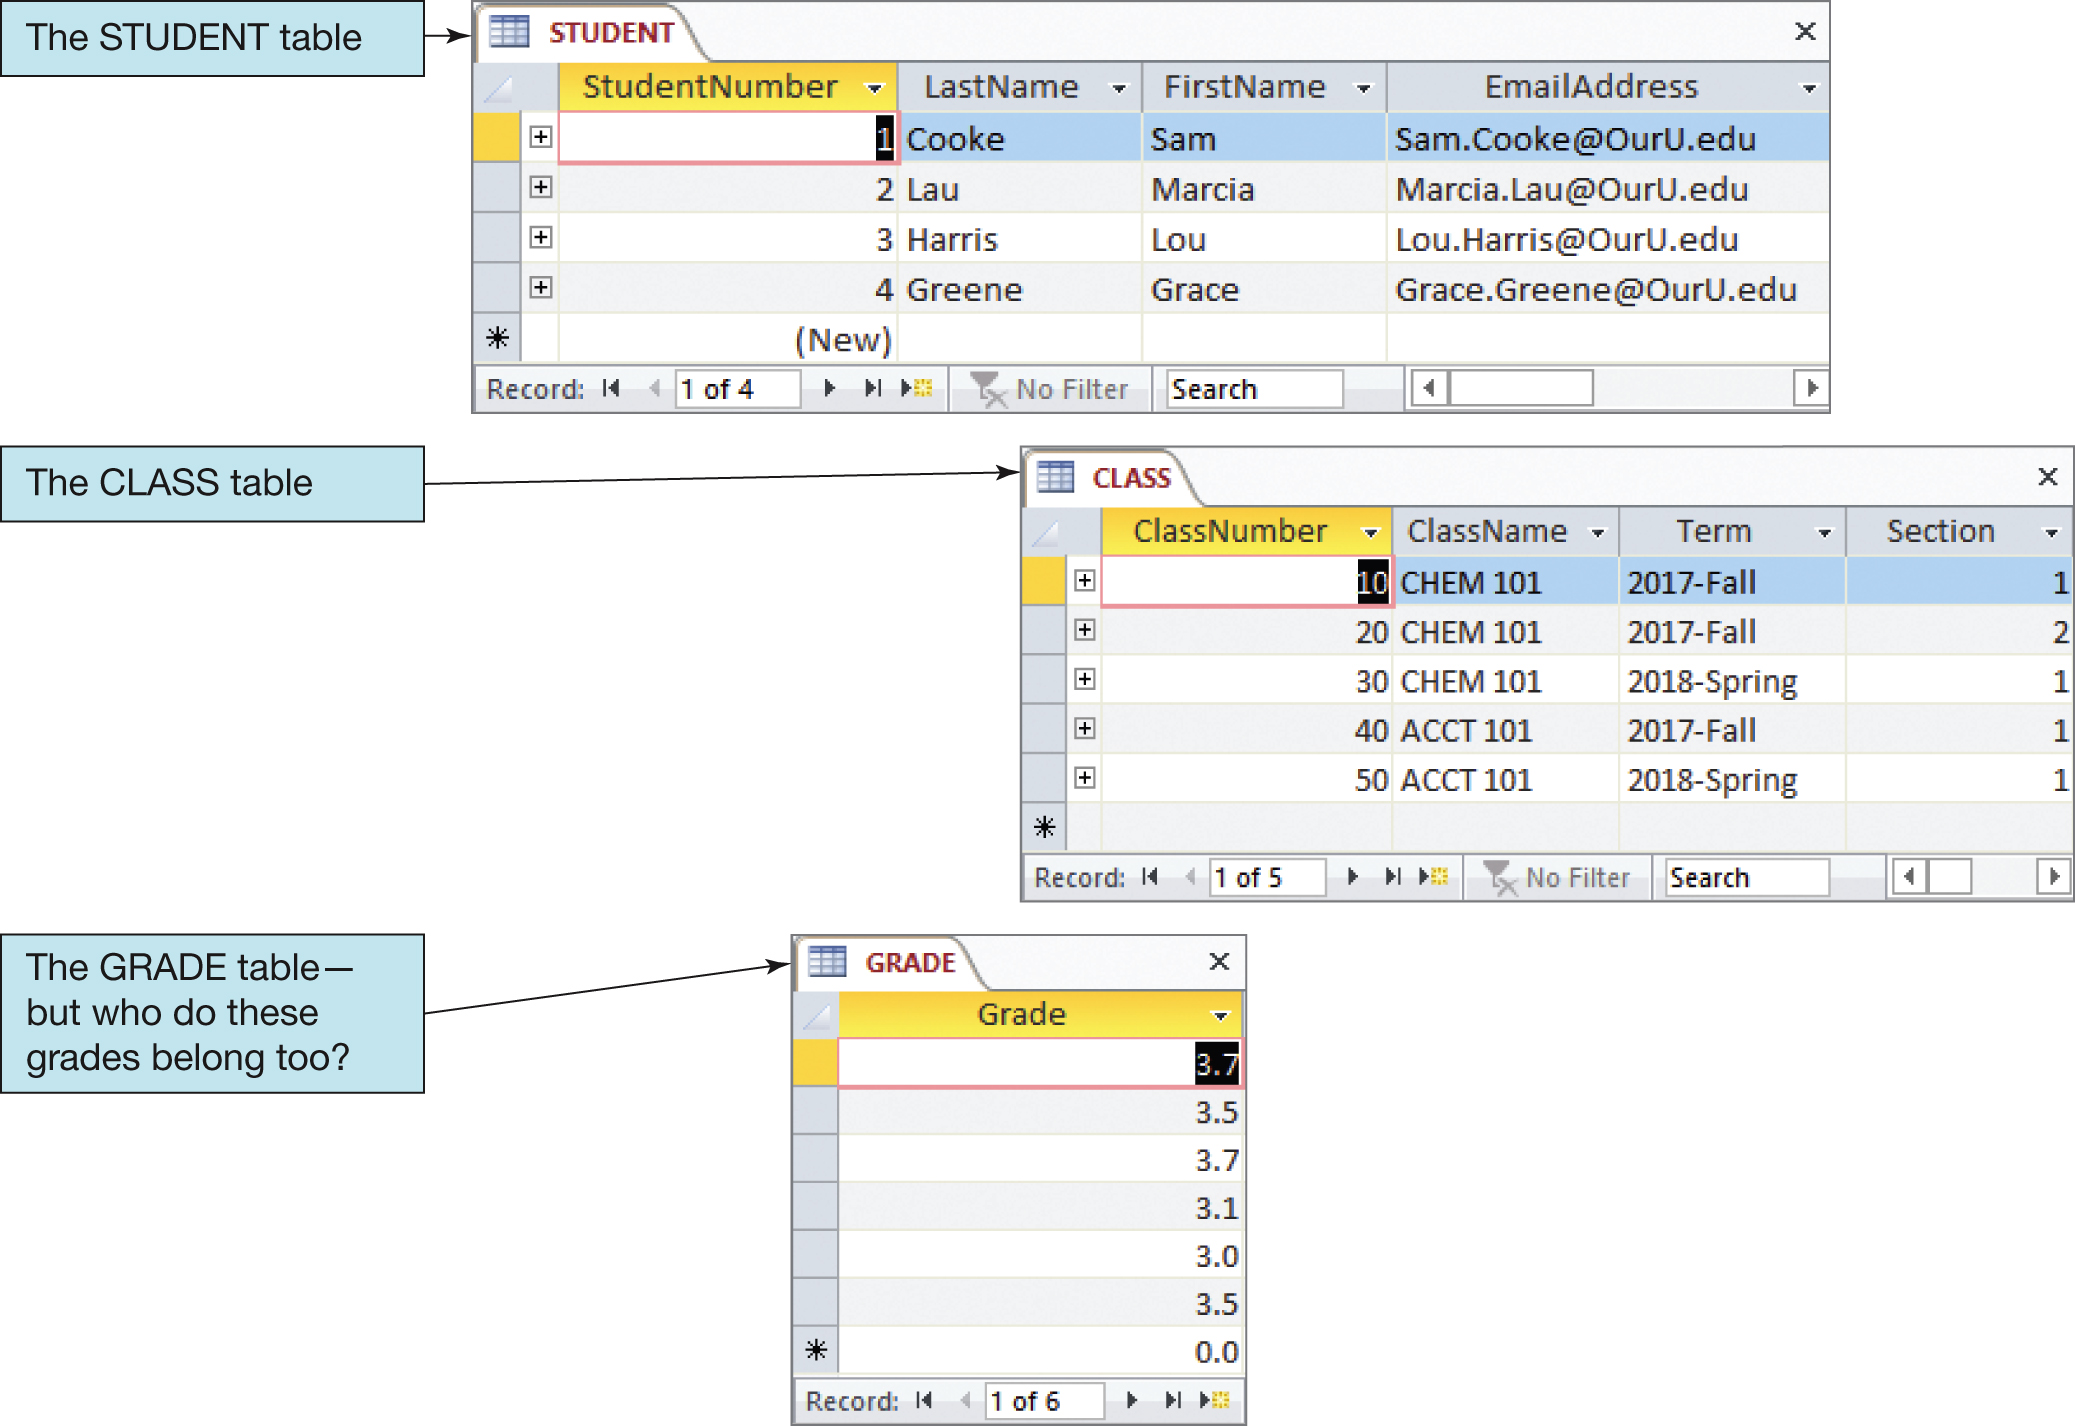 The STUDENT table
STUDENT
StudentNumber LastName FirstName EmailAddress
1 Cooke Sam Sam.Cooke@OurU.edu
2 Lau Marcia Marcia.Lau@OurU.edu
3 Harris Lou Lou.Harris@OurU.edu
4 Greene Grace Grace.Greene@OurU.edu
(New)
Record: 1 of 4 No Filter Search
The CLASS table
CLASS
ClassNumber ClassName Term Section
10 CHEM 101 2017-Fall 1
20 CHEM 101 2017-Fall 2
30 CHEM 101 2018-Spring 1
40 ACCT 101 2017-Fall 1
50 ACCT 101 2018-Spring 1
Record: 1 of 5 No Filter Search
The GRADE table—
but who do these
grades belong too?
GRADE
Grade
3.7
3.5
3.7
3.1
3.0
3.5
0.0
Record: 1 of 6